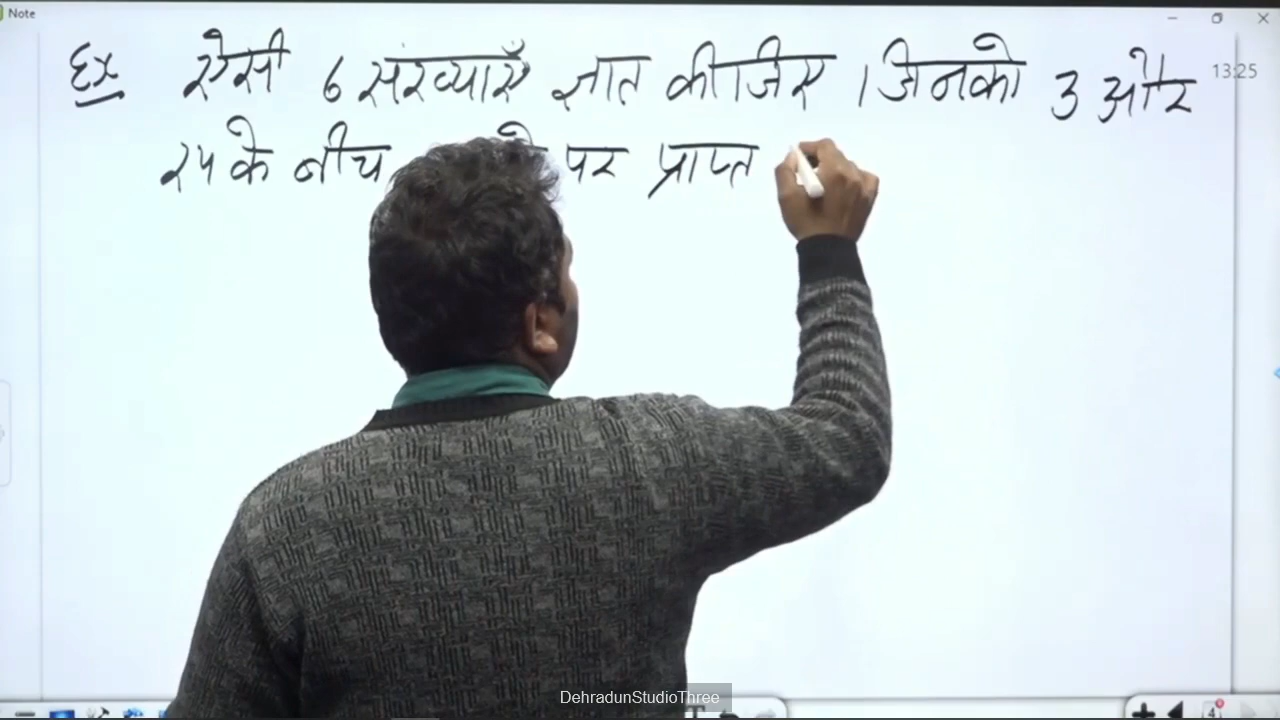 Note
Ex ऐसी 6 संख्याएँ ज्ञात कीजिए । जिनको 3 और
13:25
24 के बीच पर प्राप्त
DehradunStudioThree